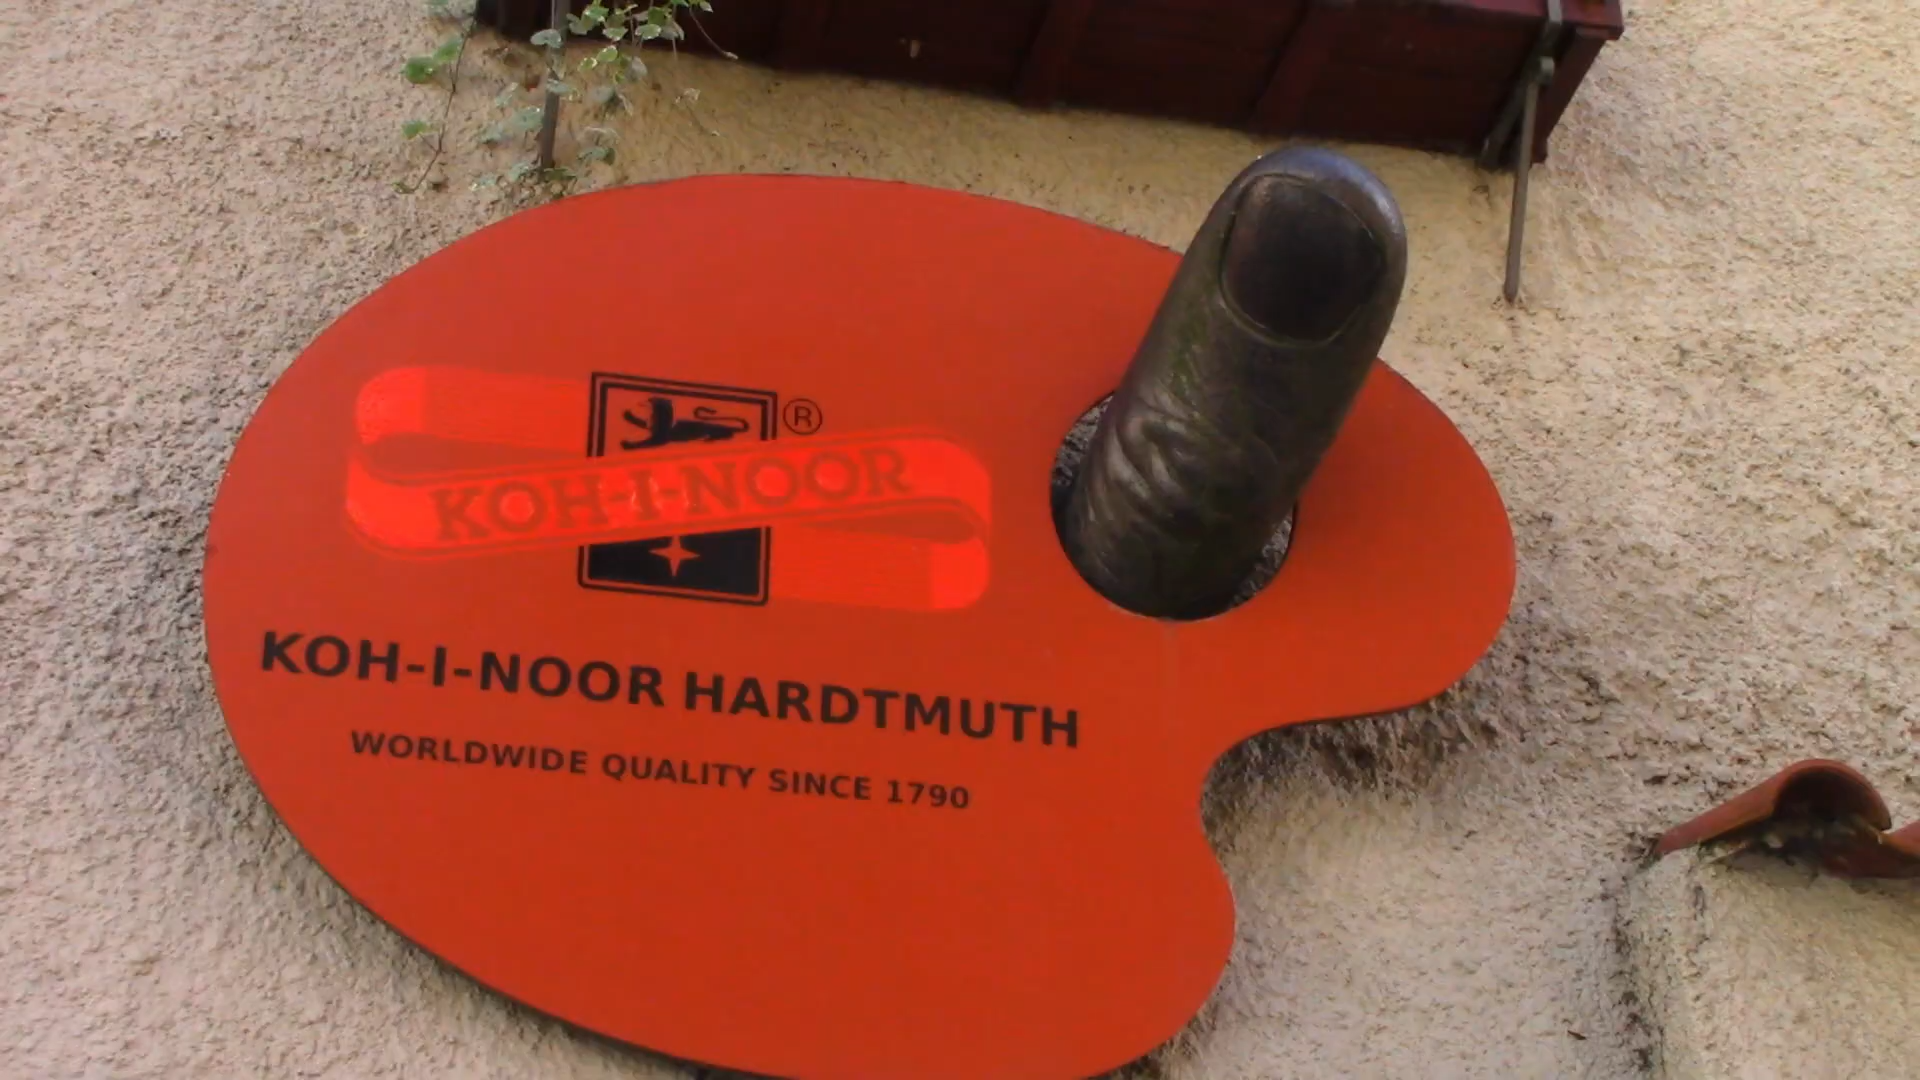 ®
KOH-I-NOOR
KOH-I-NOOR HARDTMUTH
WORLDWIDE QUALITY SINCE 1790